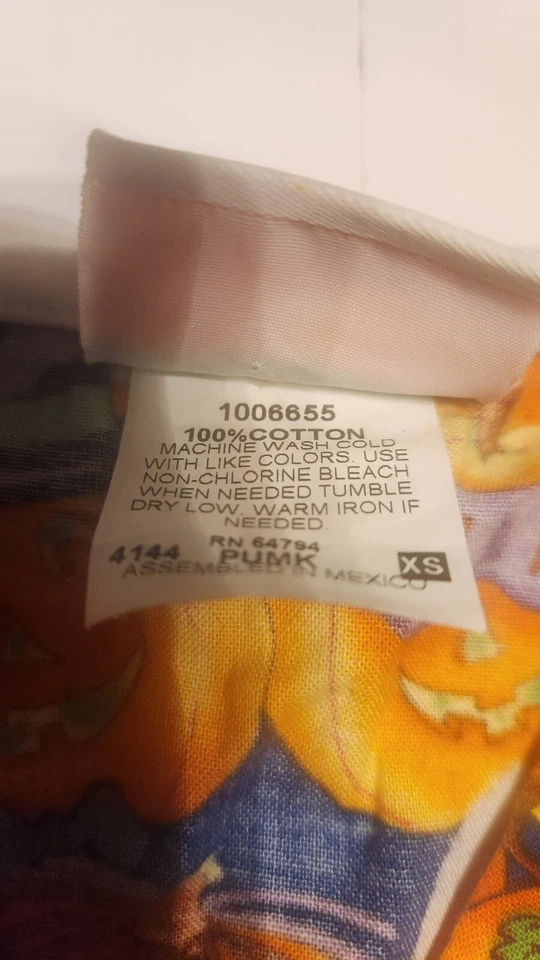 1006655
100%COTTON
MACHINE WASH COLD
WITH LIKE COLORS. USE
NON-CHLORINE BLEACH
WHEN NEEDED TUMBLE
DRY LOW. WARM IRON IF
NEEDED.
RN 64794
4144 PUMK XS
ASSEMBLED IN MEXICO